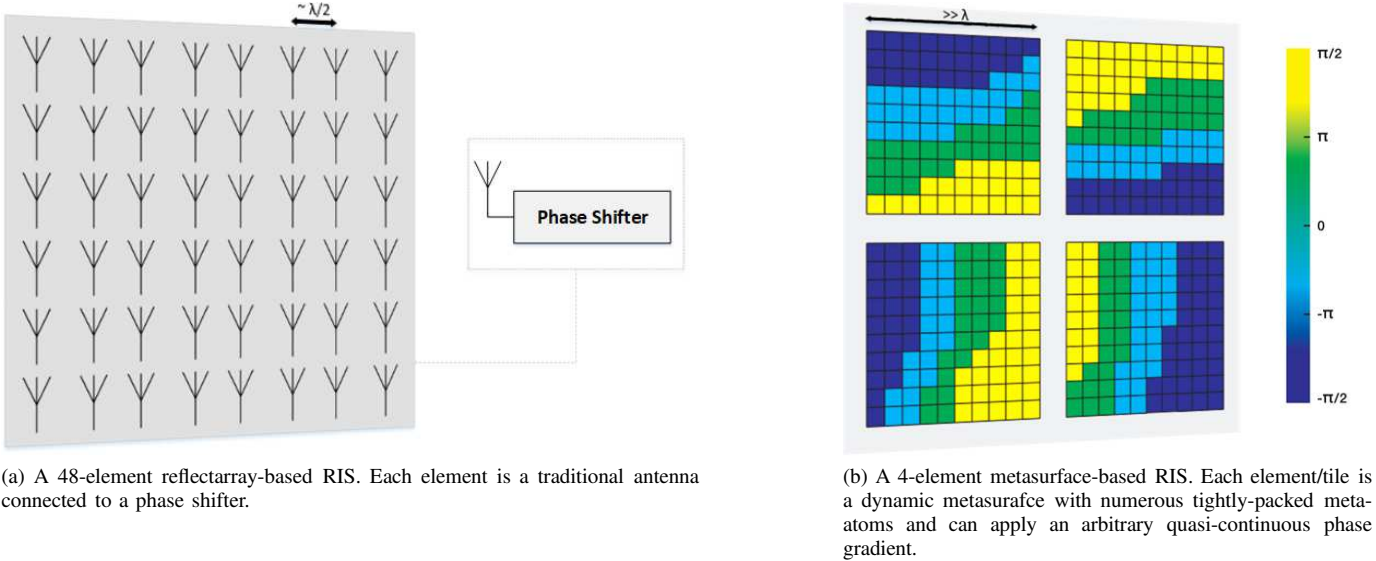 ~ λ/2
Phase Shifter
(a) A 48-element reflectarray-based RIS. Each element is a traditional antenna
connected to a phase shifter.
>> λ
π/2
π
0
-π
-π/2
(b) A 4-element metasurface-based RIS. Each element/tile is
a dynamic metasurafce with numerous tightly-packed meta-
atoms and can apply an arbitrary quasi-continuous phase
gradient.